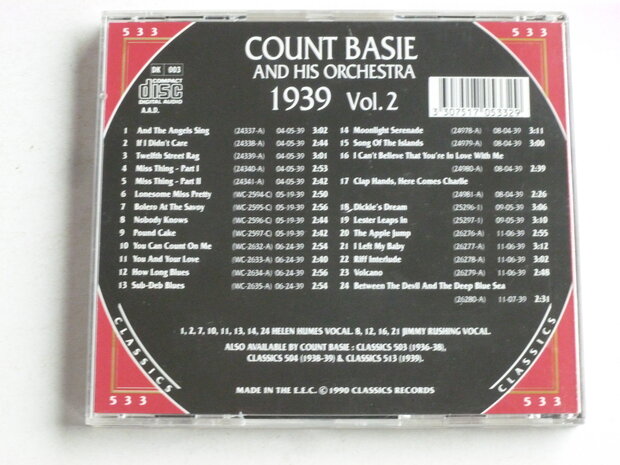 533
533
COUNT BASIE
AND HIS ORCHESTRA
1939 Vol. 2
DK 003
COMPACT
disc
DIGITAL AUDIO
A.A.D.
3 307517 053329
1 And The Angels Sing (24337-A) 04-05-39 3:02
2 If I Didn't Care (24338-A) 04-05-39 2:44
3 Twelfth Street Rag (24339-A) 04-05-39 3:01
4 Miss Thing - Part I (24340-A) 04-05-39 2:53
5 Miss Thing - Part II (24341-A) 04-05-39 2:42
6 Lonesome Miss Pretty (WC-2594-C) 05-19-39 2:50
7 Bolero At The Savoy (WC-2595-C) 05-19-39 2:52
8 Nobody Knows (WC-2596-C) 05-19-39 2:44
9 Pound Cake (WC-2597-C) 05-19-39 2:42
10 You Can Count On Me (WC-2632-A) 06-24-39 2:54
11 You And Your Love (WC-2633-A) 06-24-39 2:40
12 How Long Blues (WC-2634-A) 06-24-39 2:56
13 Sub-Deb Blues (WC-2635-A) 06-24-39 2:54
14 Moonlight Serenade (24978-A) 08-04-39 3:11
15 Song Of The Islands (24979-A) 08-04-39 3:00
16 I Can't Believe That You're In Love With Me
(24980-A) 08-04-39 2:39
17 Clap Hands, Here Comes Charlie
(24981-A) 08-04-39 2:26
18 Dickie's Dream (25296-1) 09-05-39 3:06
19 Lester Leaps In (25297-1) 09-05-39 3:10
20 The Apple Jump (26276-A) 11-06-39 2:55
21 I Left My Baby (26277-A) 11-06-39 3:12
22 Riff Interlude (26278-A) 11-06-39 3:02
23 Volcano (26279-A) 11-06-39 2:48
24 Between The Devil And The Deep Blue Sea
(26280-A) 11-07-39 2:31
1, 2, 7, 10, 11, 13, 14, 24 HELEN HUMES VOCAL. 8, 12, 16, 21 JIMMY RUSHING VOCAL.
ALSO AVAILABLE BY COUNT BASIE : CLASSICS 503 (1936-38),
CLASSICS 504 (1938-39) & CLASSICS 513 (1939).
MADE IN THE E.E.C. © 1990 CLASSICS RECORDS
CLASSICS
CLASSICS
533
533